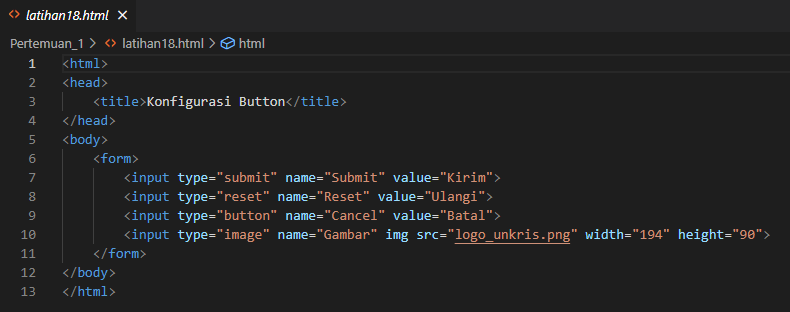 latihan18.html
Pertemuan_1 > latihan18.html > html
1 <html>
2 <head>
3     <title>Konfigurasi Button</title>
4 </head>
5 <body>
6     <form>
7         <input type="submit" name="Submit" value="Kirim">
8         <input type="reset" name="Reset" value="Ulangi">
9         <input type="button" name="Cancel" value="Batal">
10         <input type="image" name="Gambar" img src="logo_unkris.png" width="194" height="90">
11     </form>
12 </body>
13 </html>